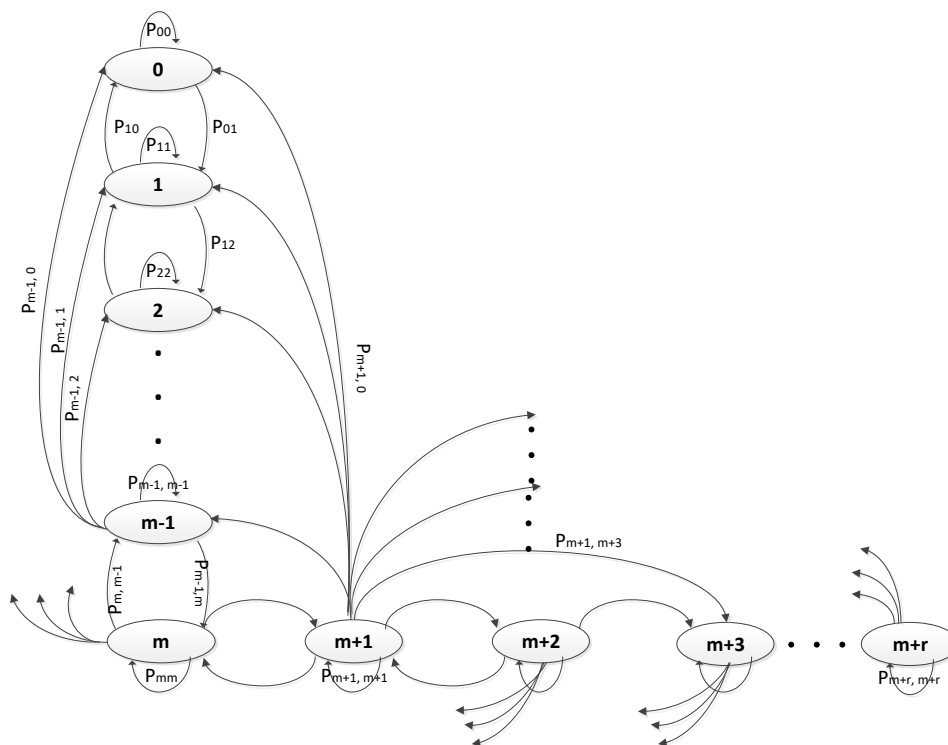 P00
0
P10
P01
P11
1
P12
P22
2
Pm-1, 0
Pm-1, 1
Pm-1, 2
Pm+1, 0
Pm-1, m-1
m-1
Pm, m-1
Pm-1,m
Pm+1, m+3
m
m+1
m+2
m+3
m+r
Pmm
Pm+1, m+1
Pm+r, m+r